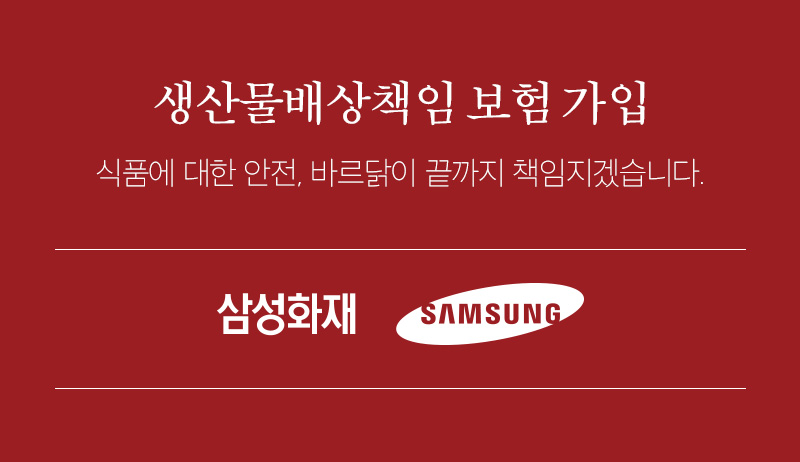 생산물배상책임 보험 가입
식품에 대한 안전, 바르닭이 끝까지 책임지겠습니다.
삼성화재 SAMSUNG